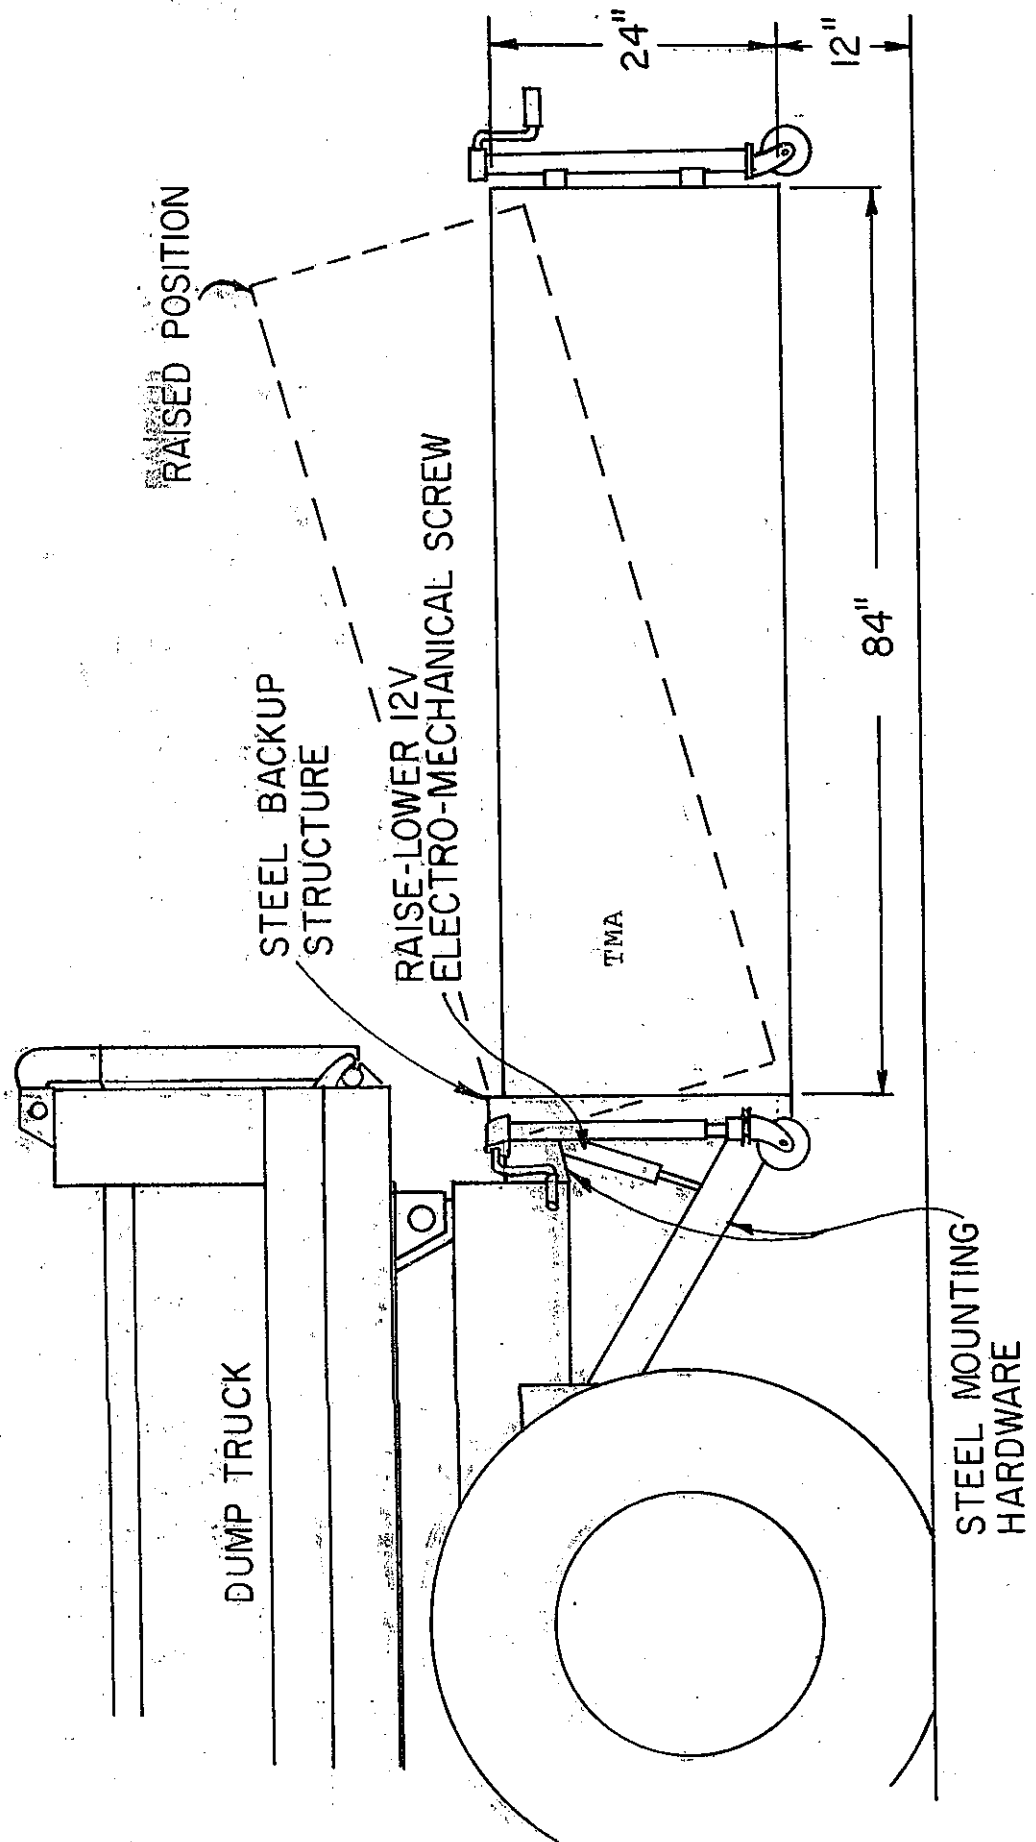 RAISED POSITION
24"
12"
STEEL BACKUP
STRUCTURE
RAISE-LOWER 12V
ELECTRO-MECHANICAL SCREW
DUMP TRUCK
TMA
84"
STEEL MOUNTING
HARDWARE